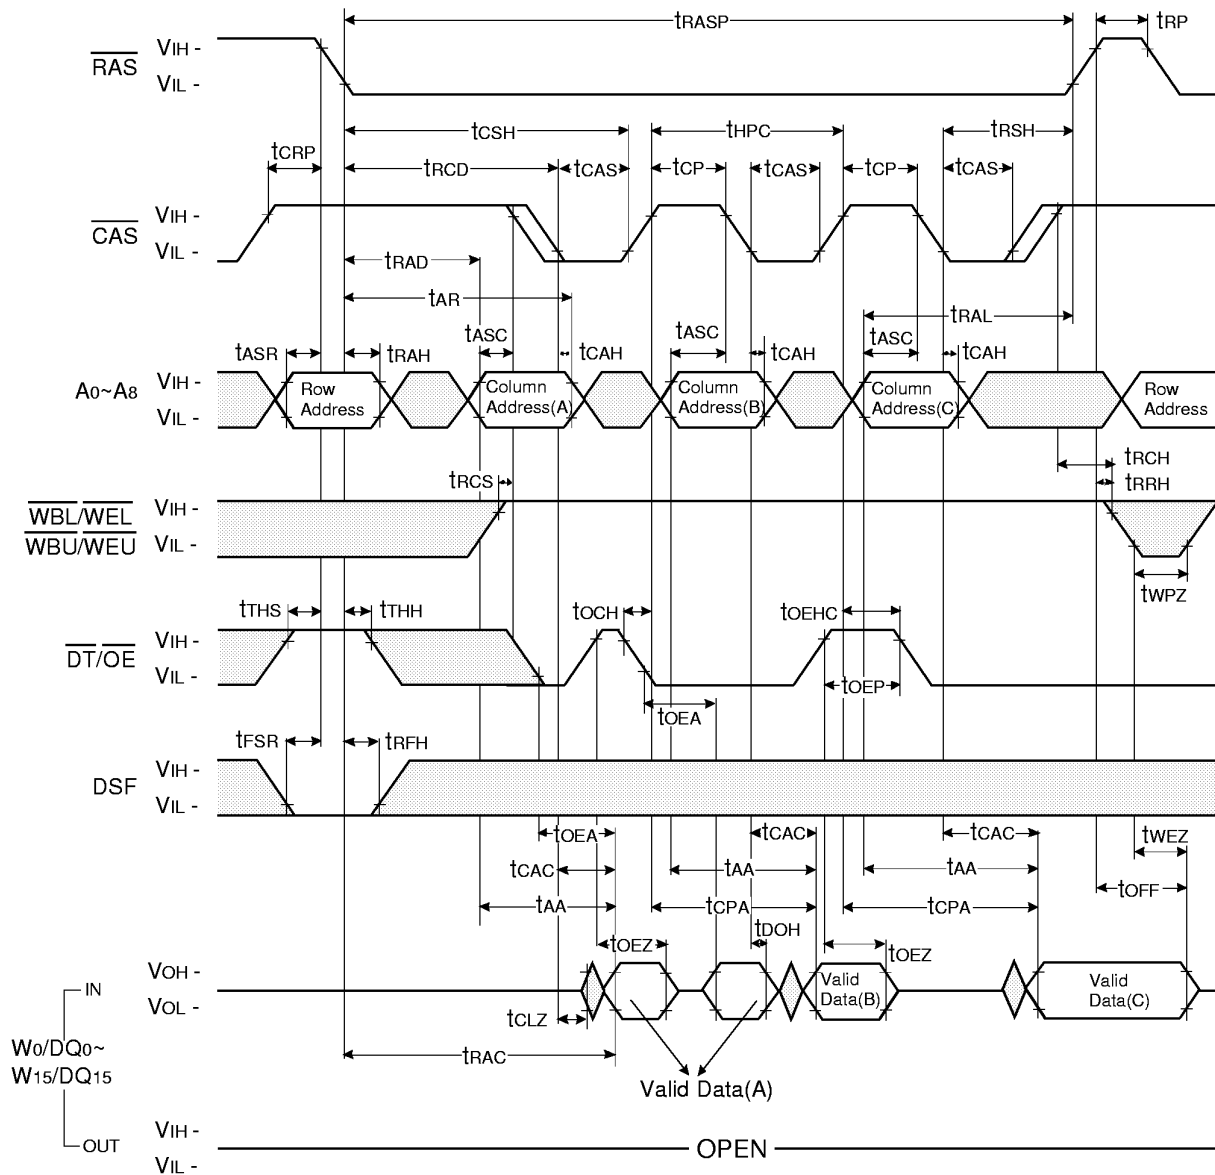 tRASP
tRP
RAS
VIH -
VIL -
tCSH
tHPC
tRSH
tCRP
tRCD
tCAS
tCP
tCAS
tCP
tCAS
CAS
VIH -
VIL -
tRAD
tAR
tRAL
tASR
tRAH
tASC
tCAH
tASC
tCAH
tASC
tCAH
A0~A8
VIH -
VIL -
Row
Address
Column
Address(A)
Column
Address(B)
Column
Address(C)
Row
Address
tRCH
tRCS
tRRH
WBL/WEL
WBU/WEU
VIH -
VIL -
tWPZ
tTHS
tTHH
tOCH
tOEHC
DT/OE
VIH -
VIL -
tOEP
tOEA
tFSR
tRFH
DSF
VIH -
VIL -
tOEA
tCAC
tCAC
tWEZ
tCAC
tAA
tAA
tOFF
tAA
tCPA
tCPA
tOEZ
tDOH
tOEZ
VOH -
VOL -
IN
Valid
Data(B)
Valid
Data(C)
tCLZ
W0/DQ0~
W15/DQ15
tRAC
Valid Data(A)
OUT
VIH -
VIL -
OPEN